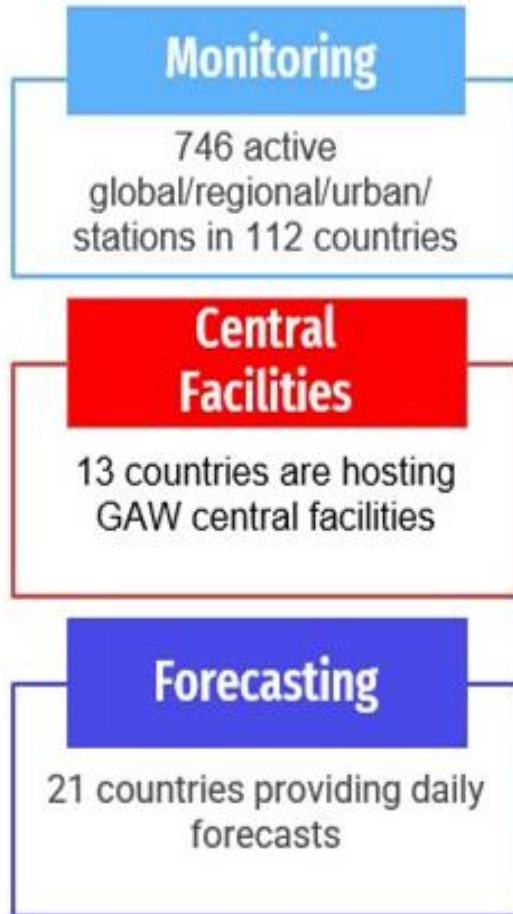 Monitoring
746 active
global/regional/urban/
stations in 112 countries
Central
Facilities
13 countries are hosting
GAW central facilities
Forecasting
21 countries providing daily
forecasts